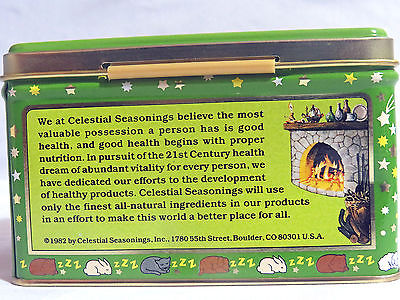 We at Celestial Seasonings believe the most
valuable possession a person has is good
health, and good health begins with proper
nutrition. In pursuit of the 21st Century health
dream of abundant vitality for every person, we
have dedicated our efforts to the development
of healthy products. Celestial Seasonings will use
only the finest all-natural ingredients in our products
in an effort to make this world a better place for all.
©1982 by Celestial Seasonings, Inc., 1780 55th Street, Boulder, CO 80301 U.S.A.
zzZ zzZ zzZ zzZ zzZ zzZ zzZ